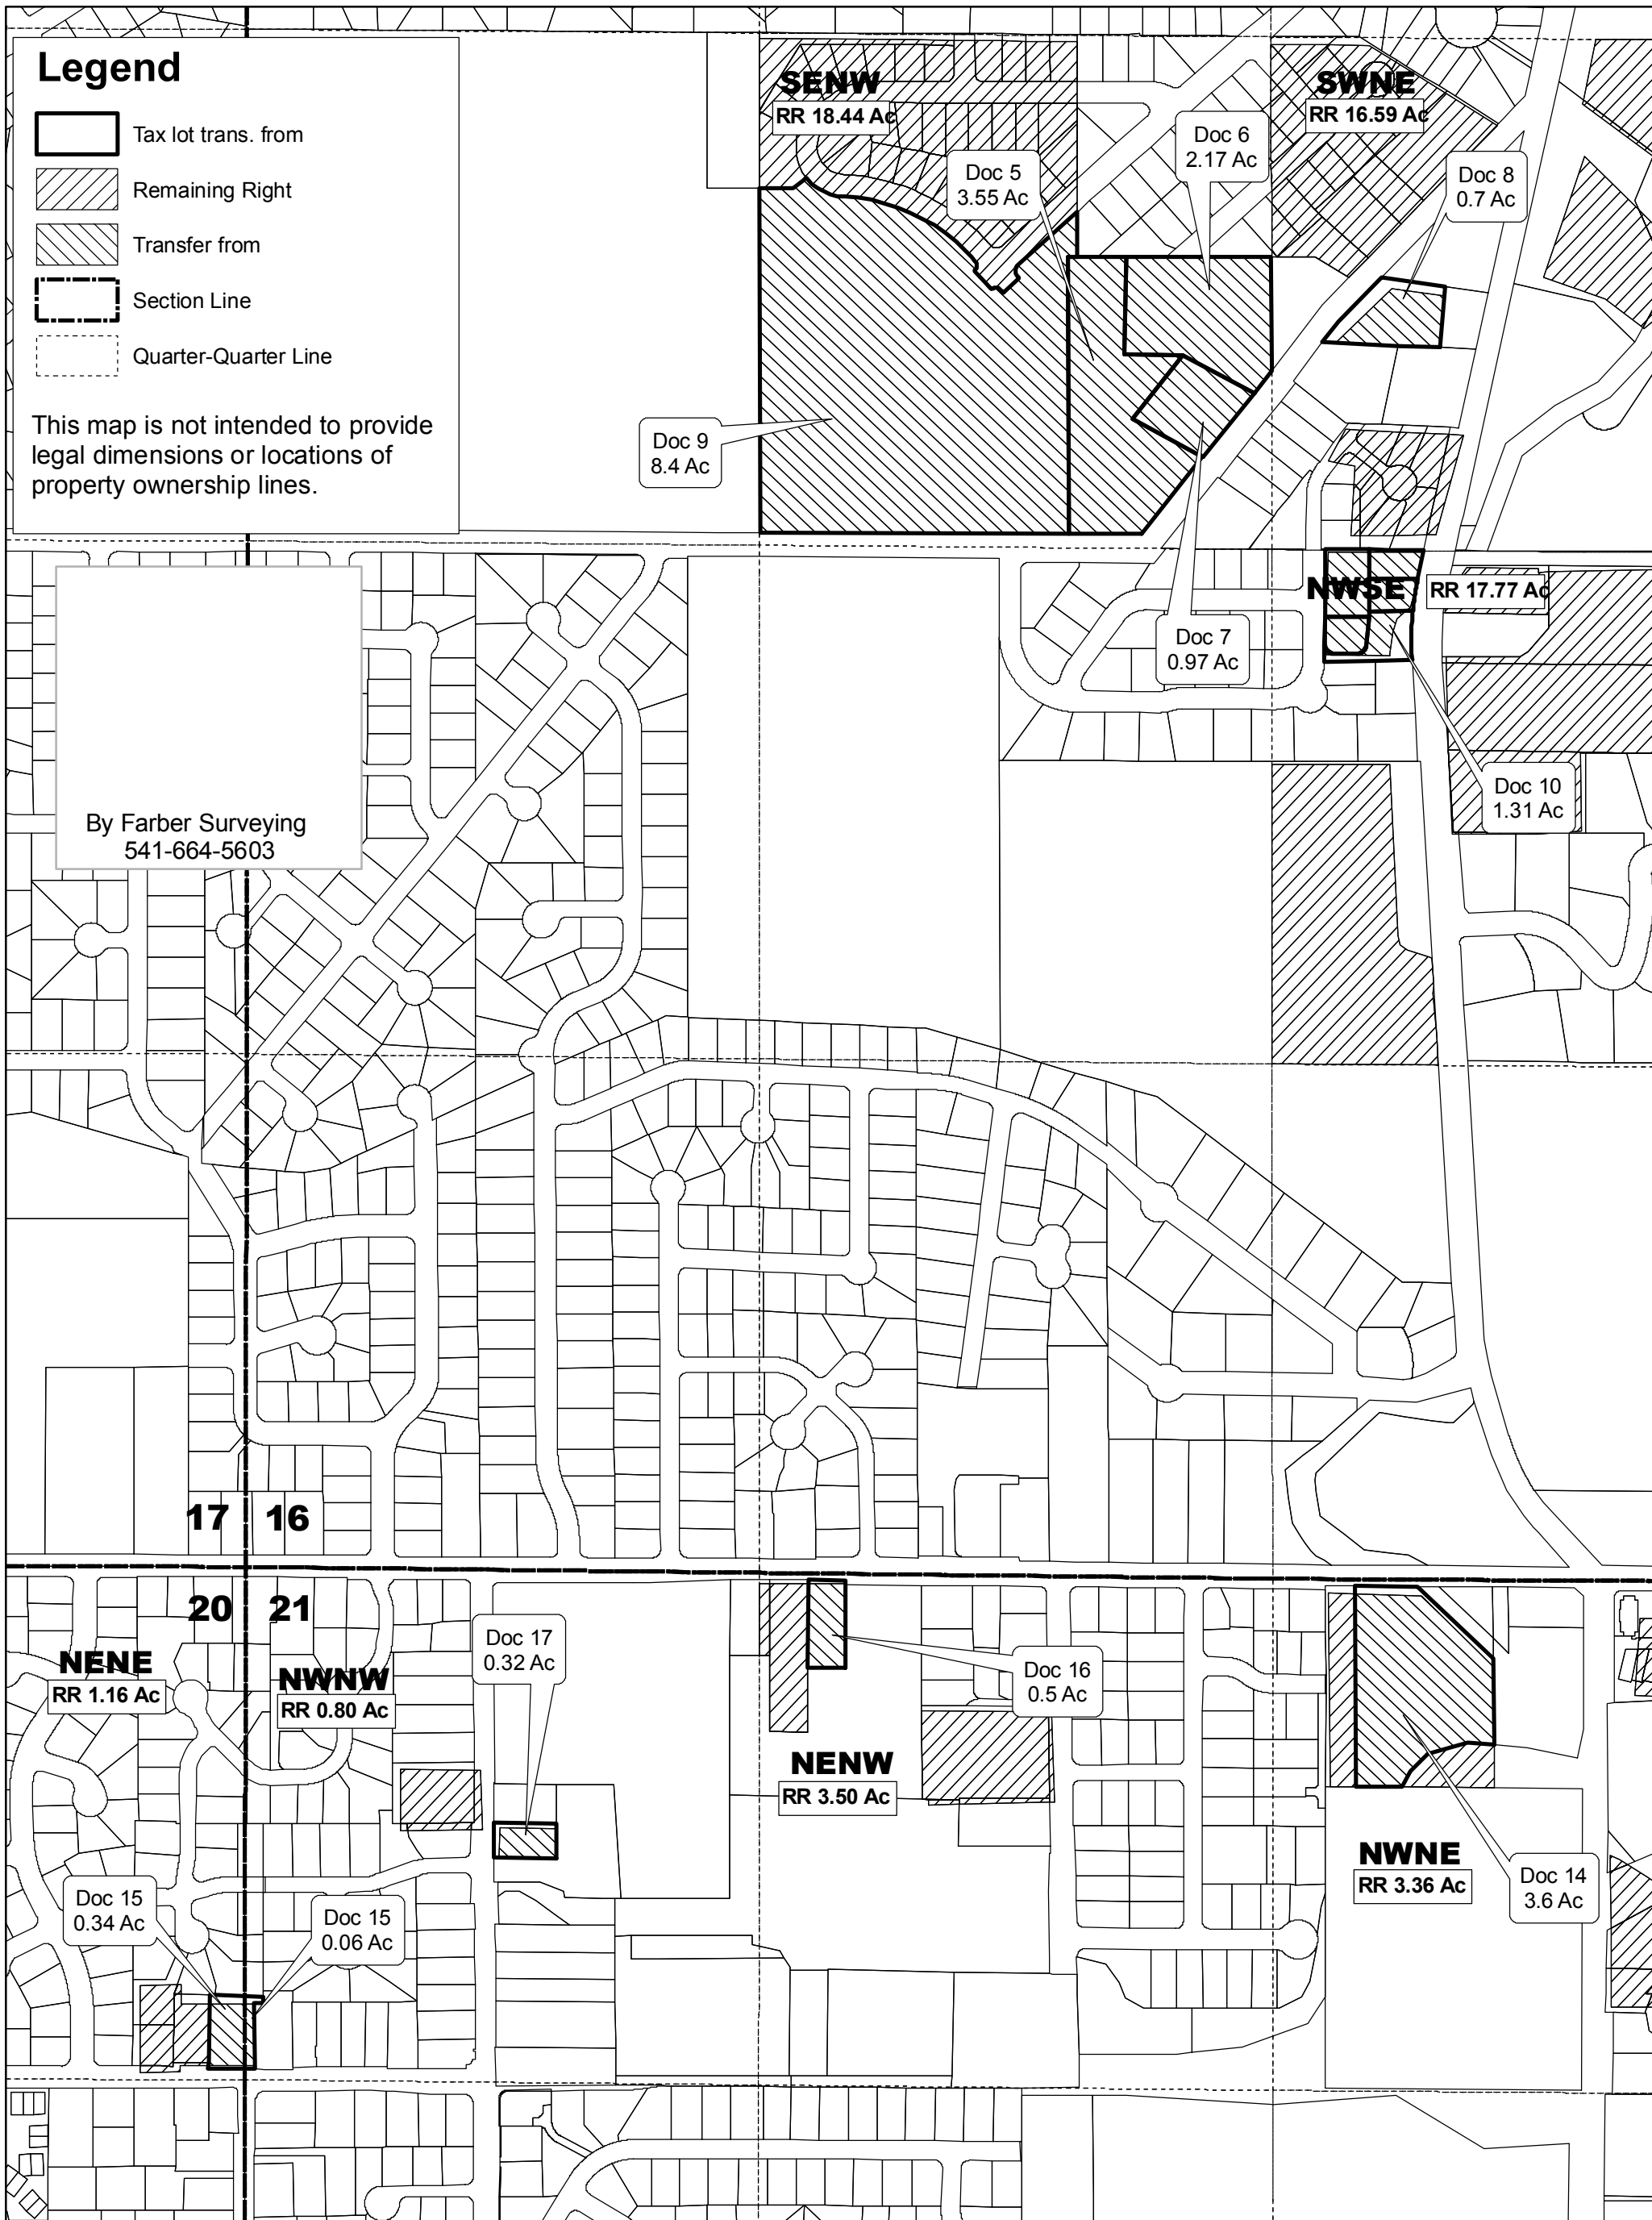 Legend
Tax lot trans. from
Remaining Right
Transfer from
Section Line
Quarter-Quarter Line
This map is not intended to provide
legal dimensions or locations of
property ownership lines.
SENW
RR 18.44 Ac
SWNE
RR 16.59 Ac
Doc 6
2.17 Ac
Doc 5
3.55 Ac
Doc 8
0.7 Ac
Doc 9
8.4 Ac
NWSE
RR 17.77 Ac
Doc 7
0.97 Ac
Doc 10
1.31 Ac
By Farber Surveying
541-664-5603
17
16
20
21
NENE
RR 1.16 Ac
NWNW
RR 0.80 Ac
Doc 17
0.32 Ac
Doc 16
0.5 Ac
NENW
RR 3.50 Ac
NWNE
RR 3.36 Ac
Doc 14
3.6 Ac
Doc 15
0.34 Ac
Doc 15
0.06 Ac